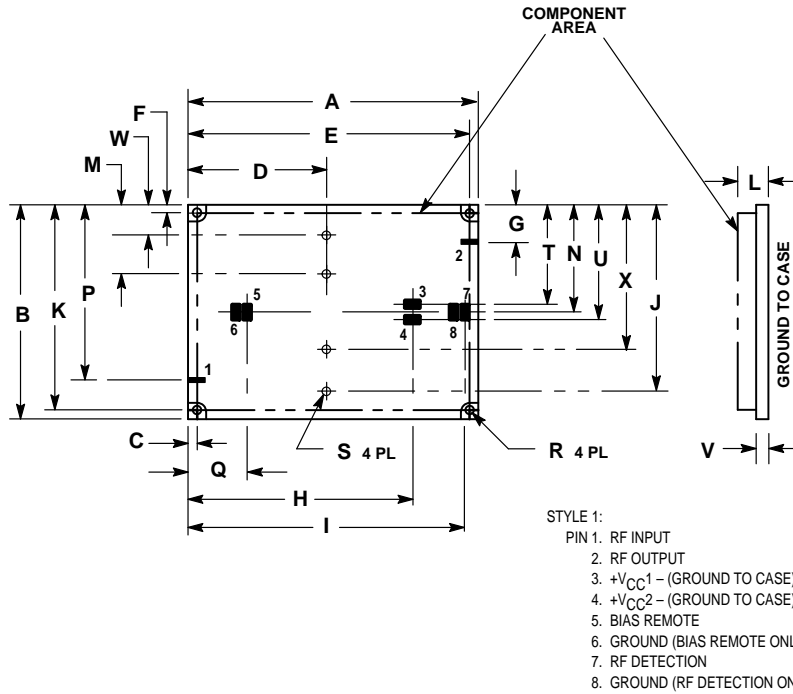 COMPONENT
AREA
A
F
E
W
M
D
L
G
T
N
U
X
2
B
K
P
J
5
3
7
6
4
8
1
GROUND TO CASE
C
S 4 PL
R 4 PL
V
Q
H
I
STYLE 1:
PIN 1. RF INPUT
2. RF OUTPUT
3. +VCC1 – (GROUND TO CASE)
4. +VCC2 – (GROUND TO CASE)
5. BIAS REMOTE
6. GROUND (BIAS REMOTE ONL
7. RF DETECTION
8. GROUND (RF DETECTION ON